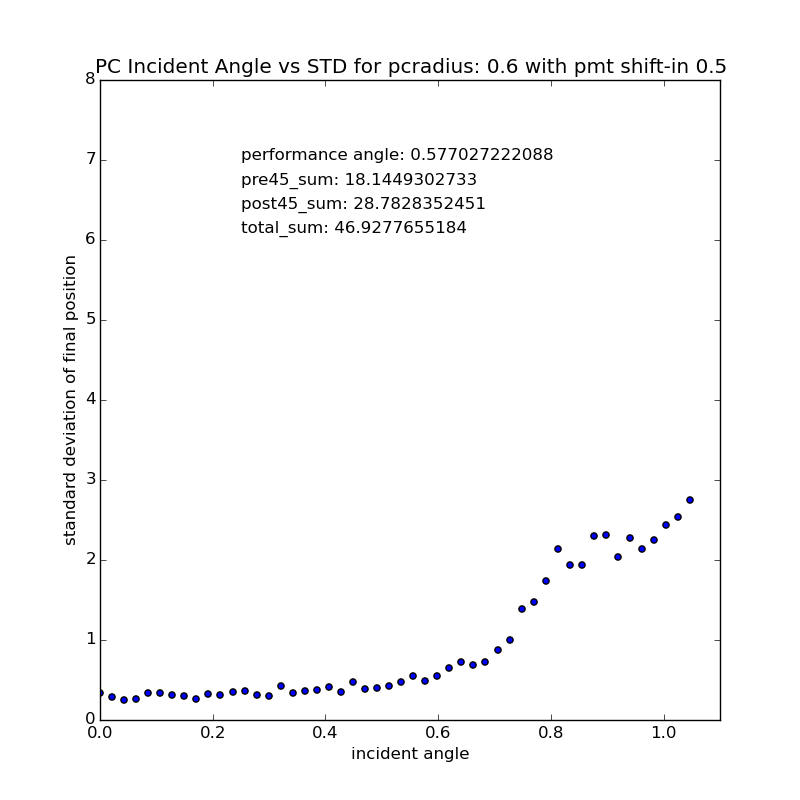 PC Incident Angle vs STD for pcradius: 0.6 with pmt shift-in 0.5
8
7
6
5
4
3
2
1
0
standard deviation of final position
performance angle: 0.577027222088
pre45_sum: 18.1449302733
post45_sum: 28.7828352451
total_sum: 46.9277655184
0.0 0.2 0.4 0.6 0.8 1.0
incident angle